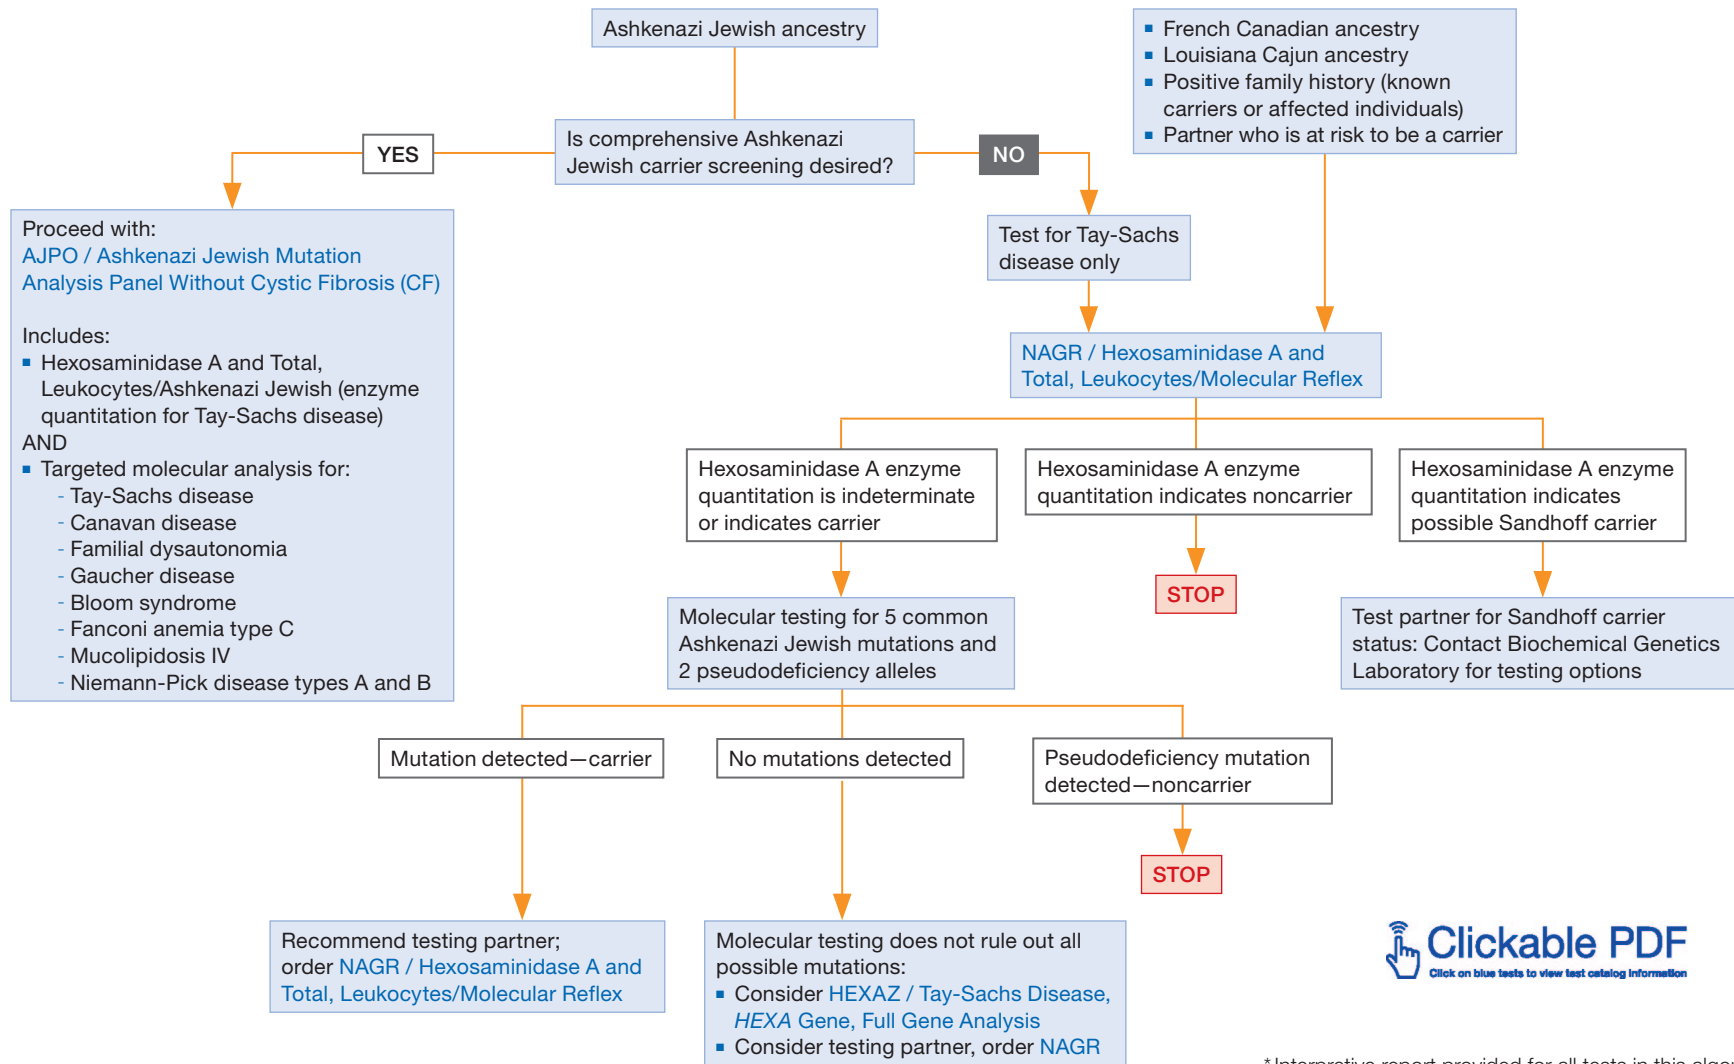 Ashkenazi Jewish ancestry
▪ French Canadian ancestry
▪ Louisiana Cajun ancestry
▪ Positive family history (known
carriers or affected individuals)
▪ Partner who is at risk to be a carrier
Is comprehensive Ashkenazi
Jewish carrier screening desired?
YES
NO
Proceed with:
AJPO / Ashkenazi Jewish Mutation
Analysis Panel Without Cystic Fibrosis (CF)
Includes:
▪ Hexosaminidase A and Total,
Leukocytes/Ashkenazi Jewish (enzyme
quantitation for Tay-Sachs disease)
AND
▪ Targeted molecular analysis for:
- Tay-Sachs disease
- Canavan disease
- Familial dysautonomia
- Gaucher disease
- Bloom syndrome
- Fanconi anemia type C
- Mucolipidosis IV
- Niemann-Pick disease types A and B
Test for Tay-Sachs
disease only
NAGR / Hexosaminidase A and
Total, Leukocytes/Molecular Reflex
Hexosaminidase A enzyme
quantitation is indeterminate
or indicates carrier
Hexosaminidase A enzyme
quantitation indicates noncarrier
Hexosaminidase A enzyme
quantitation indicates
possible Sandhoff carrier
STOP
Molecular testing for 5 common
Ashkenazi Jewish mutations and
2 pseudodeficiency alleles
Test partner for Sandhoff carrier
status: Contact Biochemical Genetics
Laboratory for testing options
Mutation detected—carrier
No mutations detected
Pseudodeficiency mutation
detected—noncarrier
STOP
Recommend testing partner;
order NAGR / Hexosaminidase A and
Total, Leukocytes/Molecular Reflex
Molecular testing does not rule out all
possible mutations:
▪ Consider HEXAZ / Tay-Sachs Disease,
HEXA Gene, Full Gene Analysis
▪ Consider testing partner, order NAGR
Clickable PDF
Click on blue tests to view test catalog information
* Interpretive report provided for all tests in this